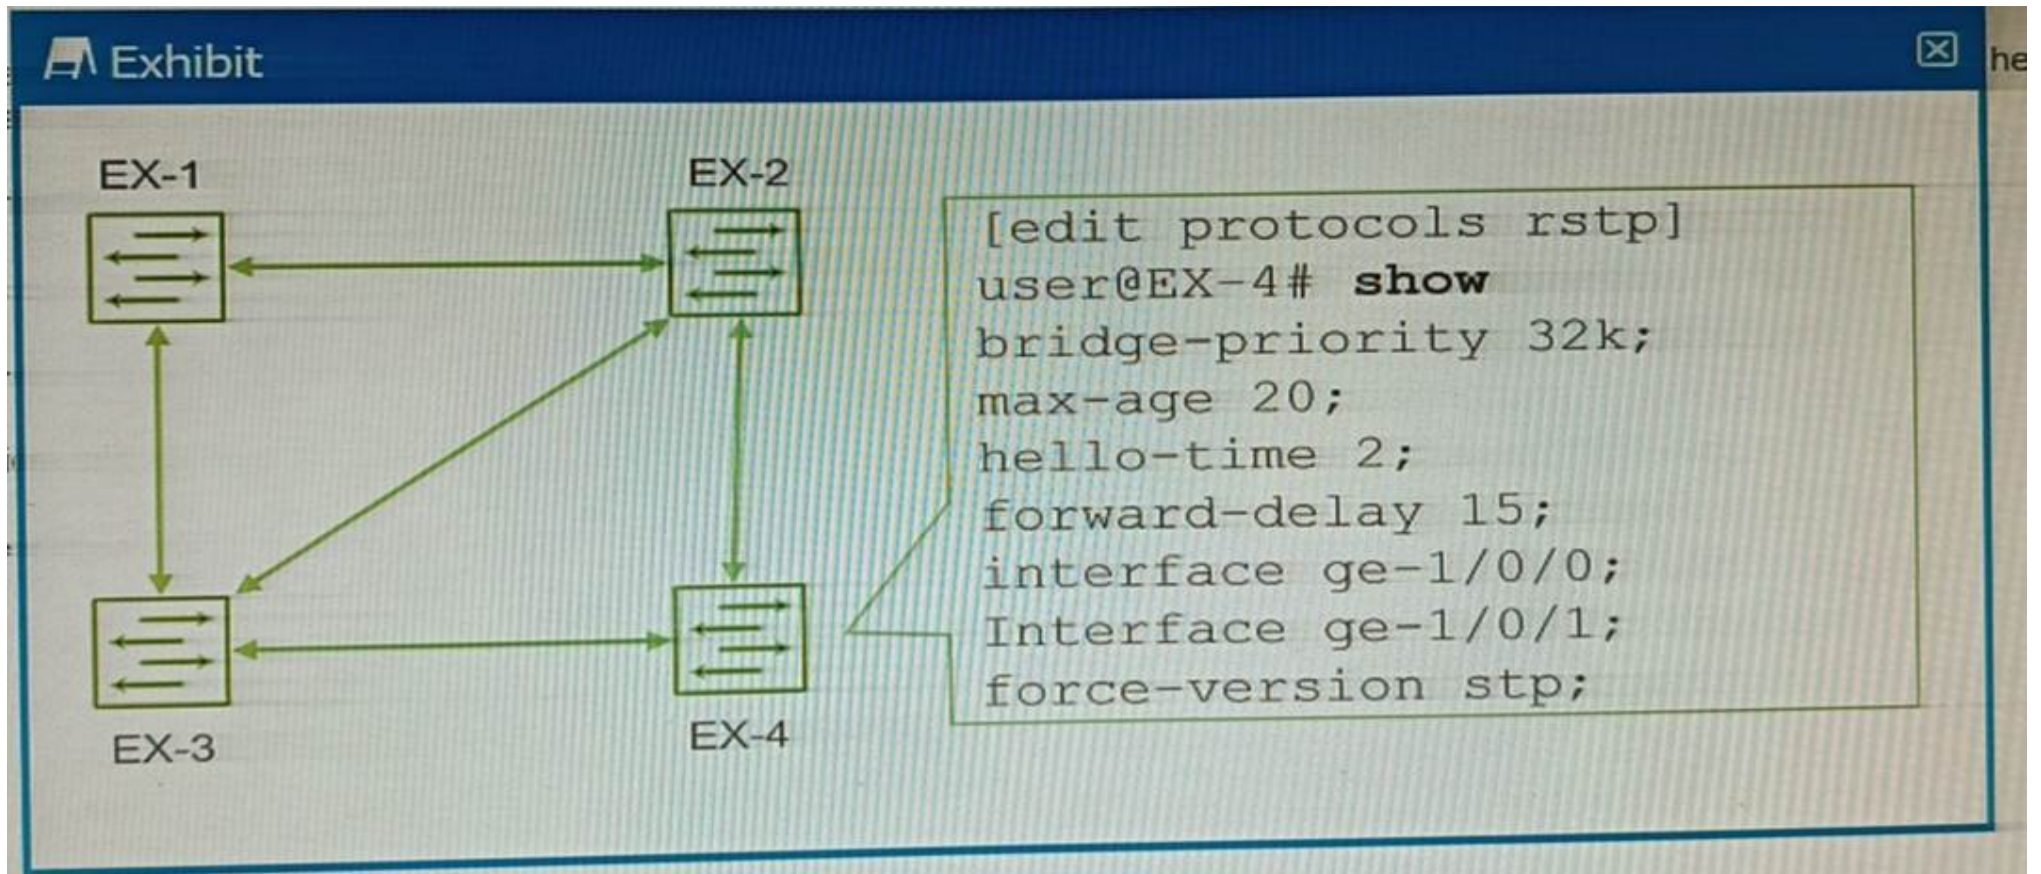 Exhibit
he
EX-1
EX-2
EX-3
EX-4
[edit protocols rstp]
user@EX-4# show
bridge-priority 32k;
max-age 20;
hello-time 2;
forward-delay 15;
interface ge-1/0/0;
Interface ge-1/0/1;
force-version stp;